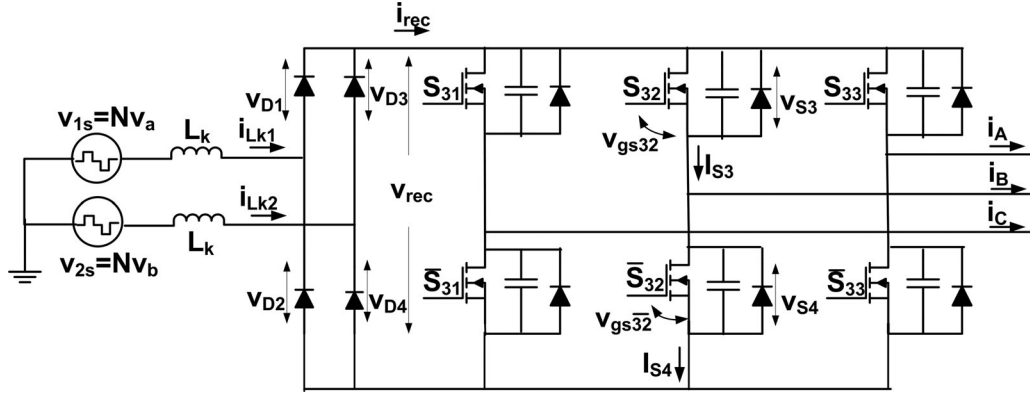 i_rec
v_D1
v_D3
S_31
S_32
v_S3
S_33
v_1s=Nv_a
L_k
i_Lk1
v_gs32
i_A
I_S3
i_B
i_Lk2
v_rec
i_C
L_k
v_2s=Nv_b
v_D2
v_D4
S̅_31
S̅_32
v_S4
S̅_33
v_gs3̅2̅
I_S4